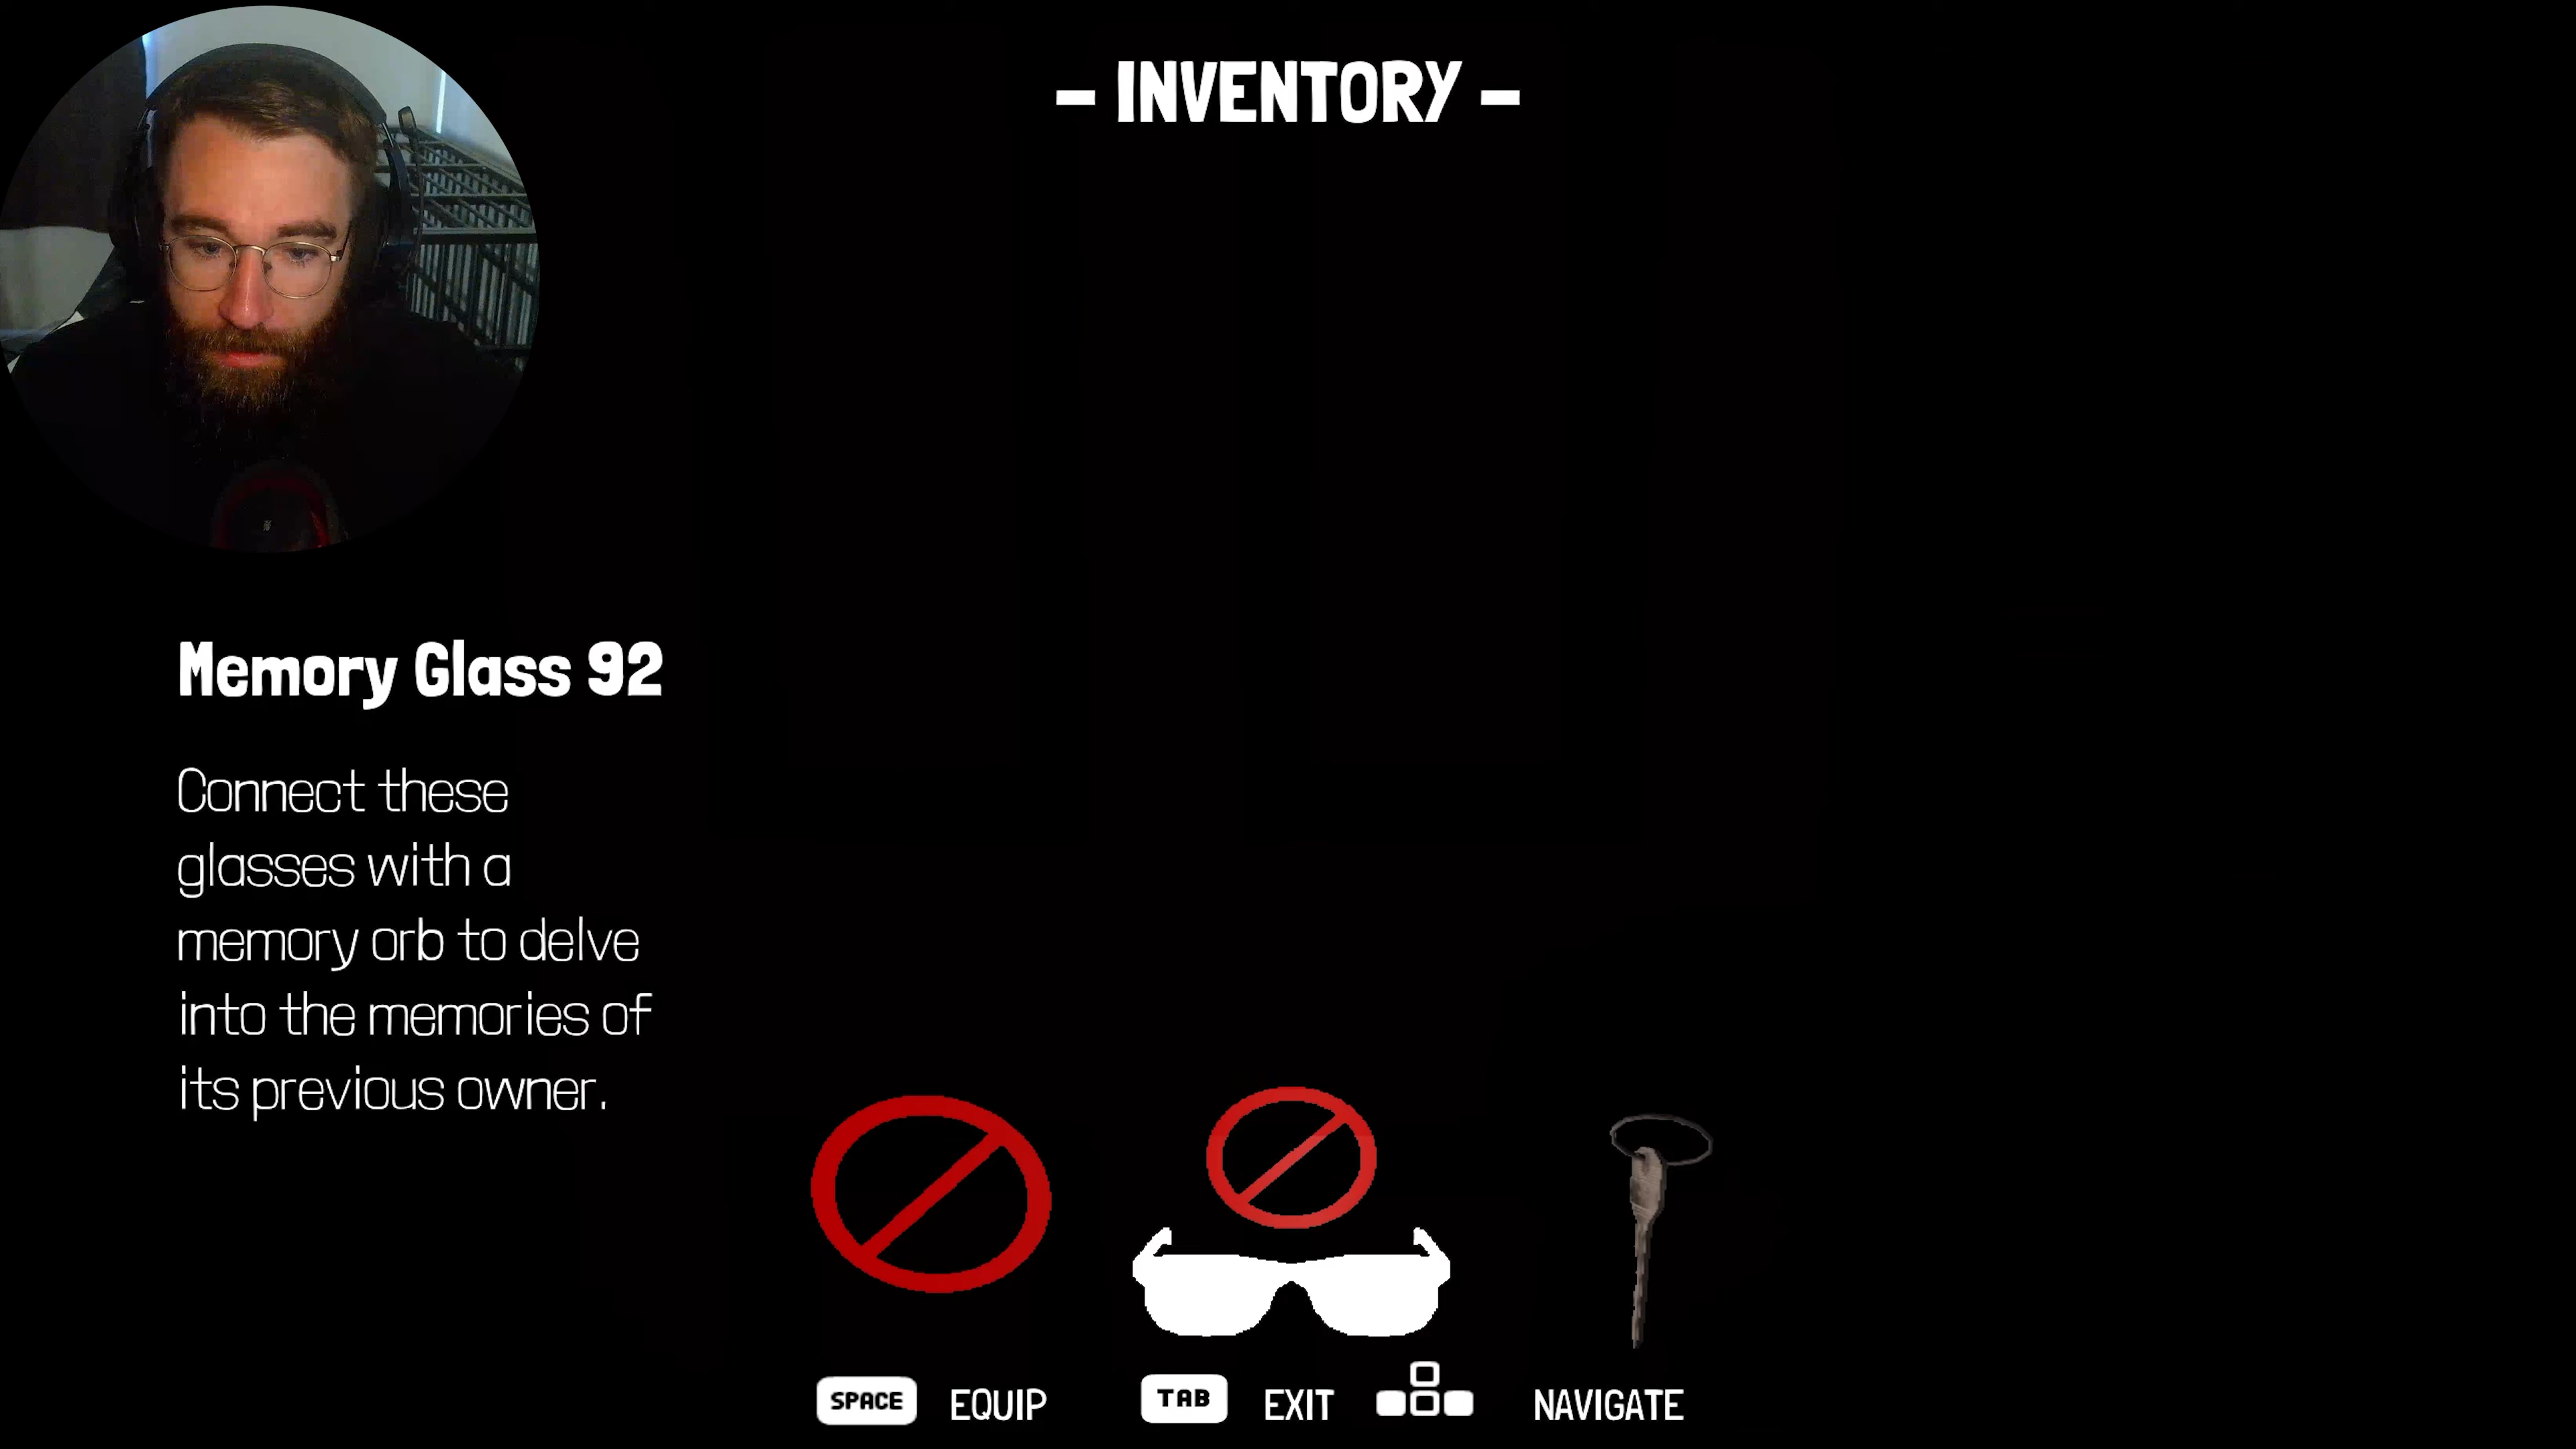 – INVENTORY –
Memory Glass 92
Connect these
glasses with a
memory orb to delve
into the memories of
its previous owner.
SPACE EQUIP TAB EXIT NAVIGATE